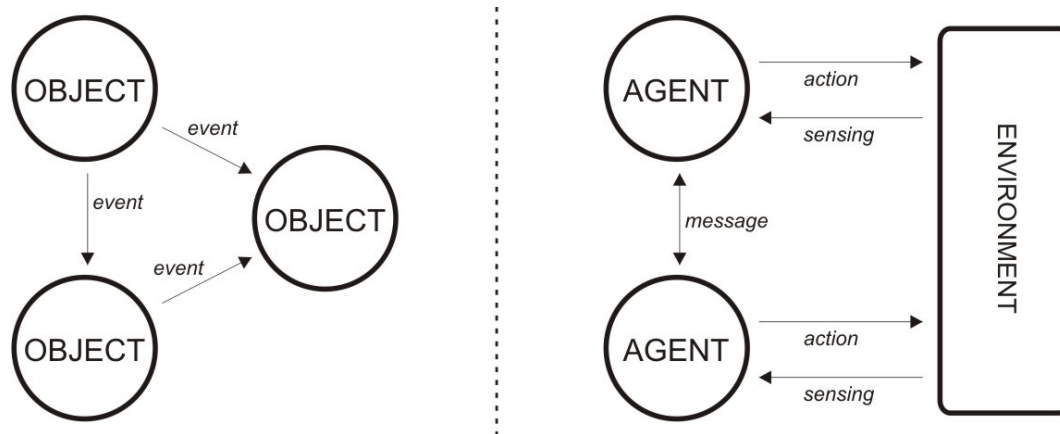 OBJECT
event
event
OBJECT
event
OBJECT
AGENT
action
sensing
message
AGENT
action
sensing
ENVIRONMENT